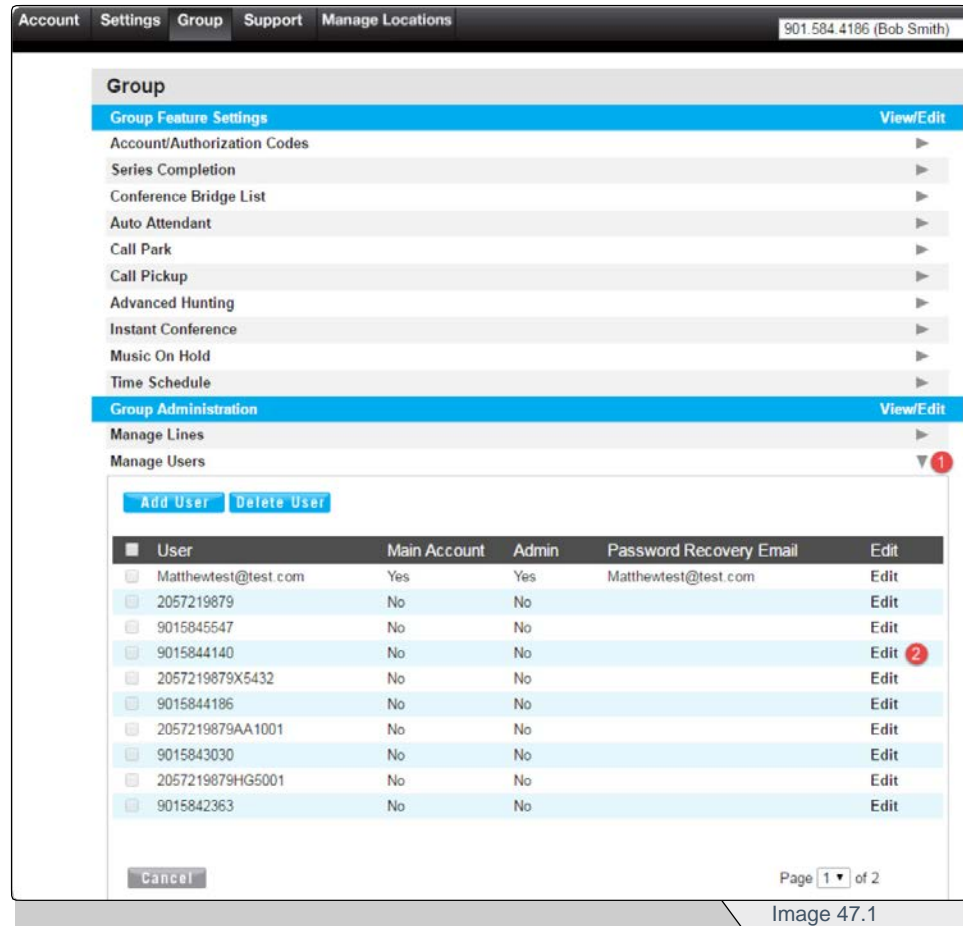 Account Settings Group Support Manage Locations
901.584.4186 (Bob Smith)
Group
Group Feature Settings View/Edit
Account/Authorization Codes
Series Completion
Conference Bridge List
Auto Attendant
Call Park
Call Pickup
Advanced Hunting
Instant Conference
Music On Hold
Time Schedule
Group Administration View/Edit
Manage Lines
Manage Users 1
Add User Delete User
User Main Account Admin Password Recovery Email Edit
Matthewtest@test.com Yes Yes Matthewtest@test.com Edit
2057219879 No No Edit
9015845547 No No Edit
9015844140 No No Edit 2
2057219879X5432 No No Edit
9015844186 No No Edit
2057219879AA1001 No No Edit
9015843030 No No Edit
2057219879HG5001 No No Edit
9015842363 No No Edit
Cancel Page 1 of 2
Image 47.1